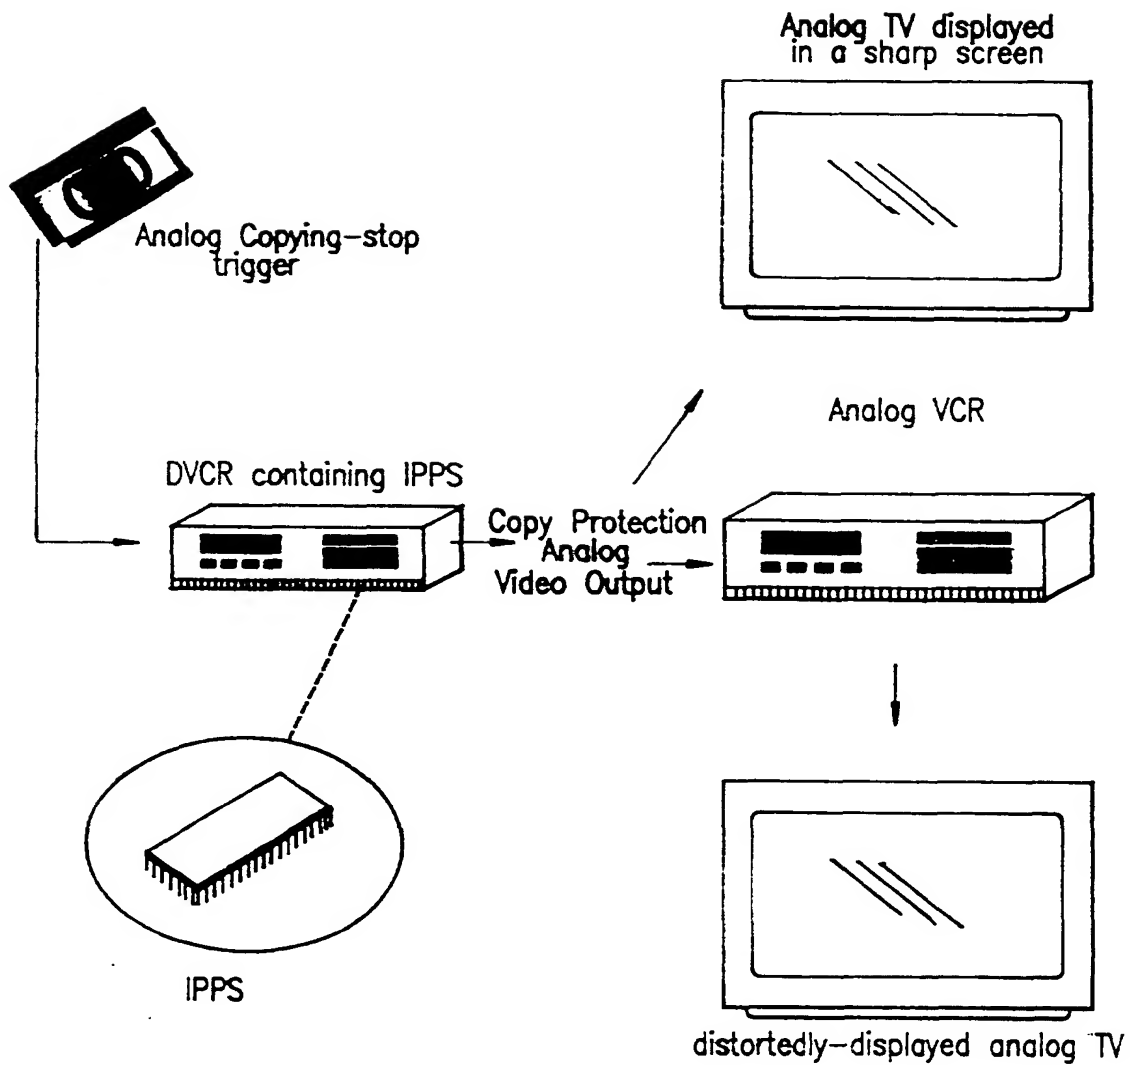 Analog TV displayed
in a sharp screen
Analog Copying-stop
trigger
Analog VCR
DVCR containing IPPS
Copy Protection
Analog
Video Output
IPPS
distortedly-displayed analog TV